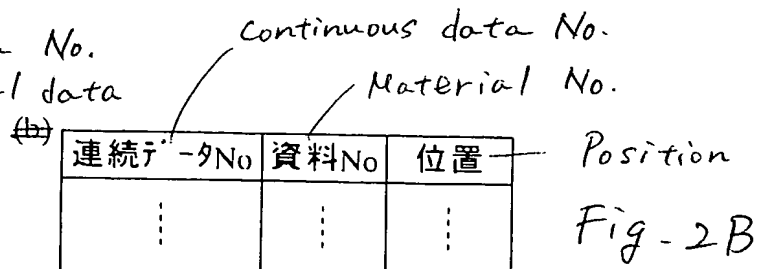 No.
Continuous data No.
l data
Material No.
(b)
連続ﾃﾞｰﾀNo 資料No 位置
Position
Fig-2B